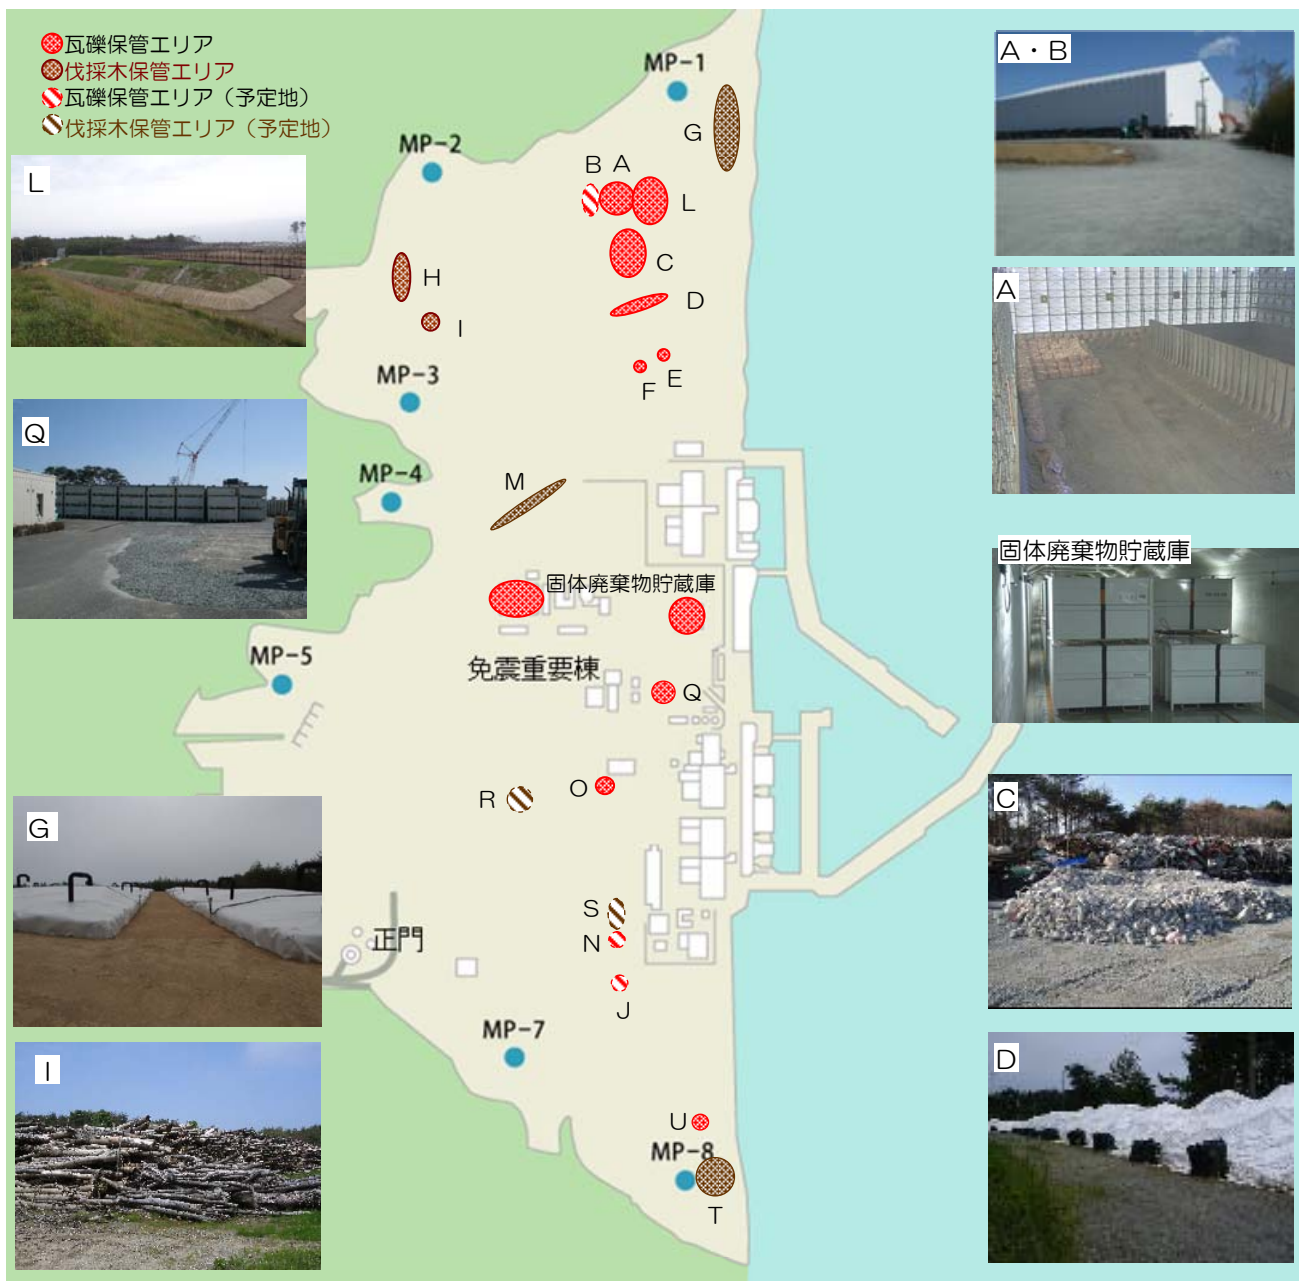 瓦礫保管エリア
伐採木保管エリア
瓦礫保管エリア（予定地）
伐採木保管エリア（予定地）
MP-1
A・B
G
MP-2
B A
L
L
C
H
D
A
I
E
F
MP-3
Q
MP-4
M
固体廃棄物貯蔵庫
固体廃棄物貯蔵庫
MP-5
免震重要棟
Q
O
R
C
G
S
N
正門
J
MP-7
I
D
U
MP-8
T